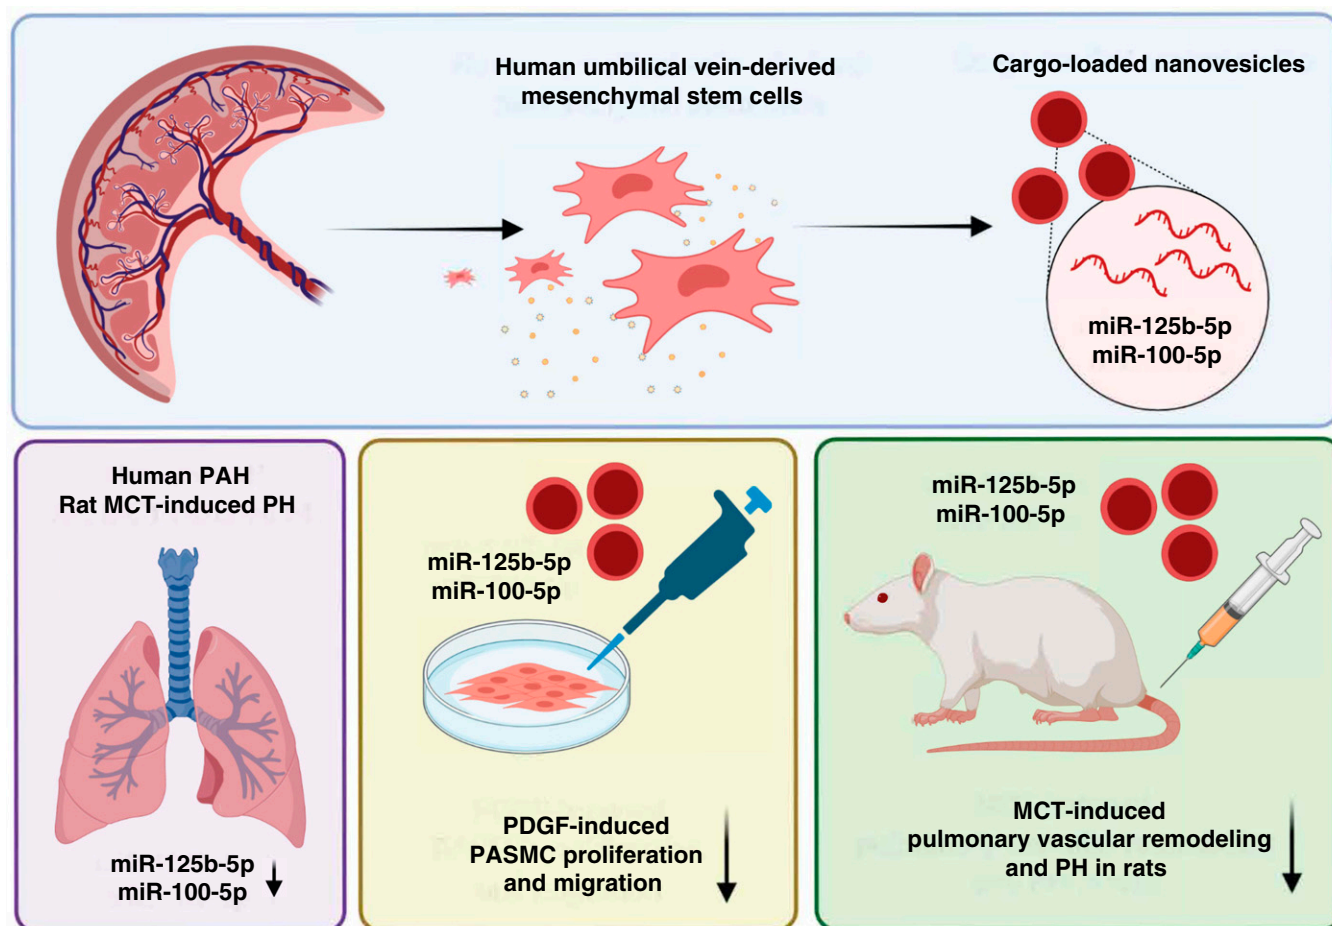 Human umbilical vein-derived
mesenchymal stem cells
Cargo-loaded nanovesicles
miR-125b-5p
miR-100-5p
Human PAH
Rat MCT-induced PH
miR-125b-5p
miR-100-5p
miR-125b-5p
miR-100-5p
PDGF-induced
PASMC proliferation
and migration
miR-125b-5p
miR-100-5p
MCT-induced
pulmonary vascular remodeling
and PH in rats